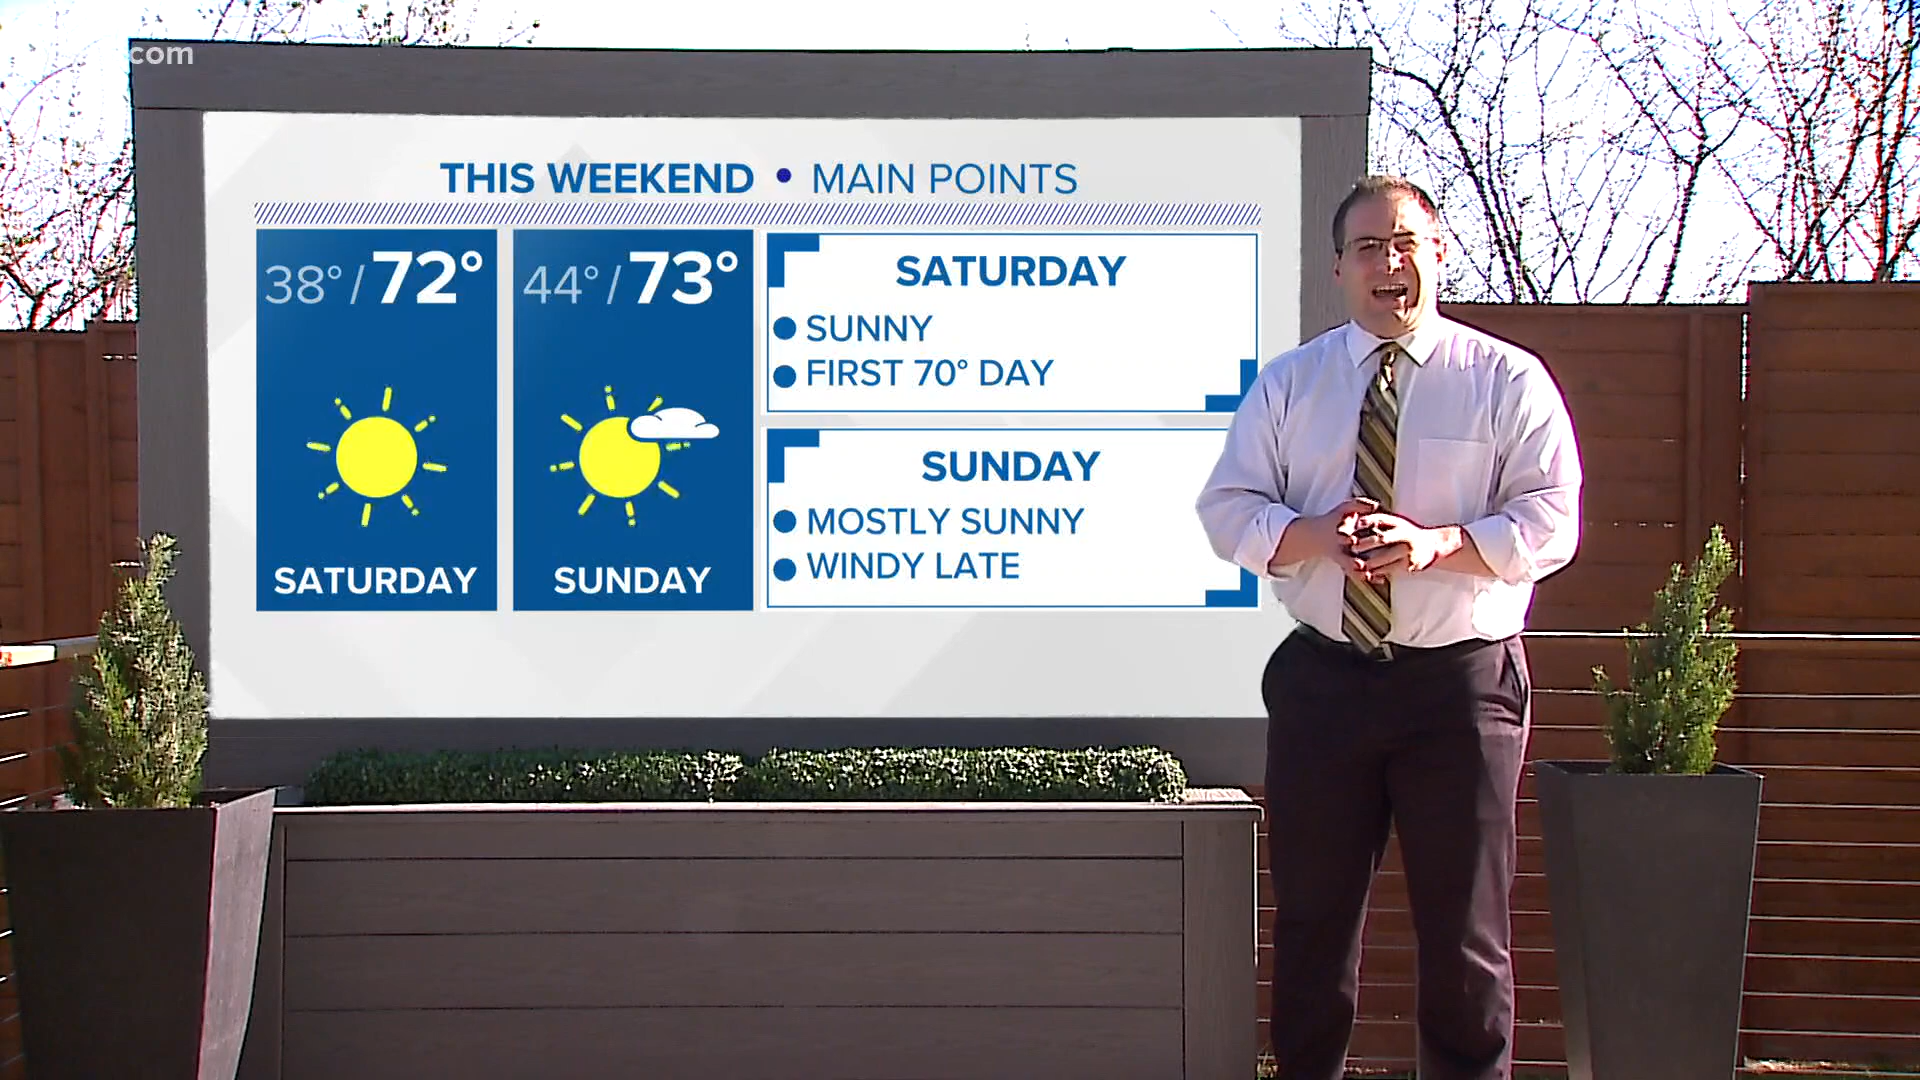 .com
THIS WEEKEND • MAIN POINTS
38°/72°
44°/73°
SATURDAY
• SUNNY
• FIRST 70° DAY
SUNDAY
• MOSTLY SUNNY
• WINDY LATE
SATURDAY
SUNDAY